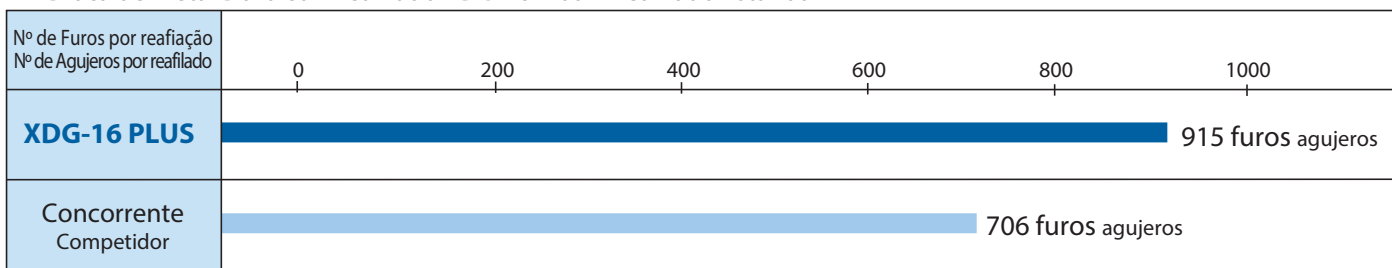 Nº de Furos por reafiação
Nº de Agujeros por reafilado
0 200 400 600 800 1000
XDG-16 PLUS
915 furos agujeros
Concorrente
Competidor
706 furos agujeros